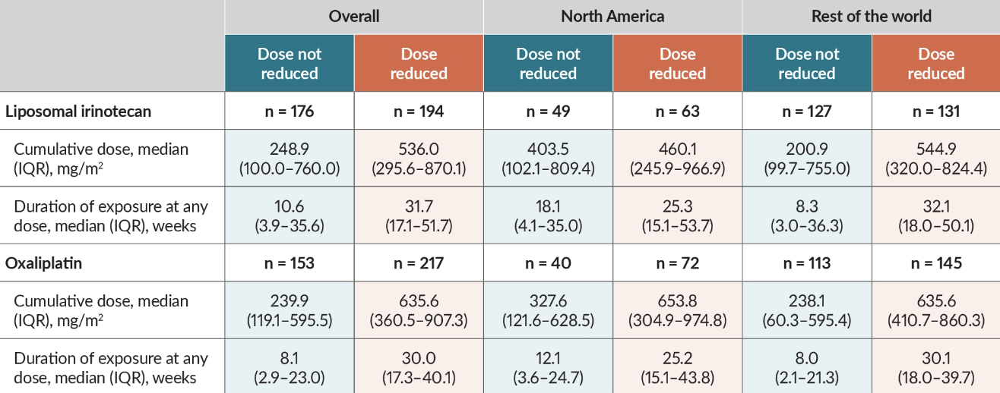 Overall North America Rest of the world
Dose not reduced Dose reduced Dose not reduced Dose reduced Dose not reduced Dose reduced
Liposomal irinotecan n = 176 n = 194 n = 49 n = 63 n = 127 n = 131
Cumulative dose, median 248.9 536.0 403.5 460.1 200.9 544.9
(IQR), mg/m² (100.0–760.0) (295.6–870.1) (102.1–809.4) (245.9–966.9) (99.7–755.0) (320.0–824.4)
Duration of exposure at any 10.6 31.7 18.1 25.3 8.3 32.1
dose, median (IQR), weeks (3.9–35.6) (17.1–51.7) (4.1–35.0) (15.1–53.7) (3.0–36.3) (18.0–50.1)
Oxaliplatin n = 153 n = 217 n = 40 n = 72 n = 113 n = 145
Cumulative dose, median 239.9 635.6 327.6 653.8 238.1 635.6
(IQR), mg/m² (119.1–595.5) (360.5–907.3) (121.6–628.5) (304.9–974.8) (60.3–595.4) (410.7–860.3)
Duration of exposure at any 8.1 30.0 12.1 25.2 8.0 30.1
dose, median (IQR), weeks (2.9–23.0) (17.3–40.1) (3.6–24.7) (15.1–43.8) (2.1–21.3) (18.0–39.7)